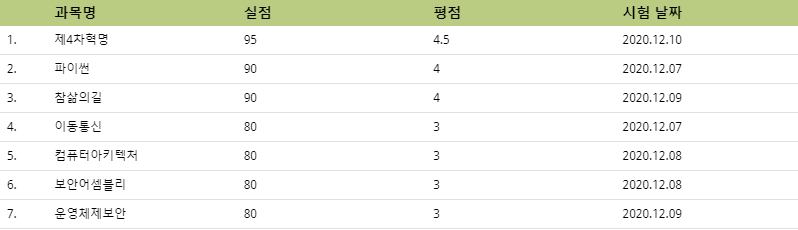 과목명 실점 평점 시험 날짜
1. 제4차혁명 95 4.5 2020.12.10
2. 파이썬 90 4 2020.12.07
3. 참삶의길 90 4 2020.12.09
4. 이동통신 80 3 2020.12.07
5. 컴퓨터아키텍처 80 3 2020.12.08
6. 보안어셈블리 80 3 2020.12.08
7. 운영체제보안 80 3 2020.12.09